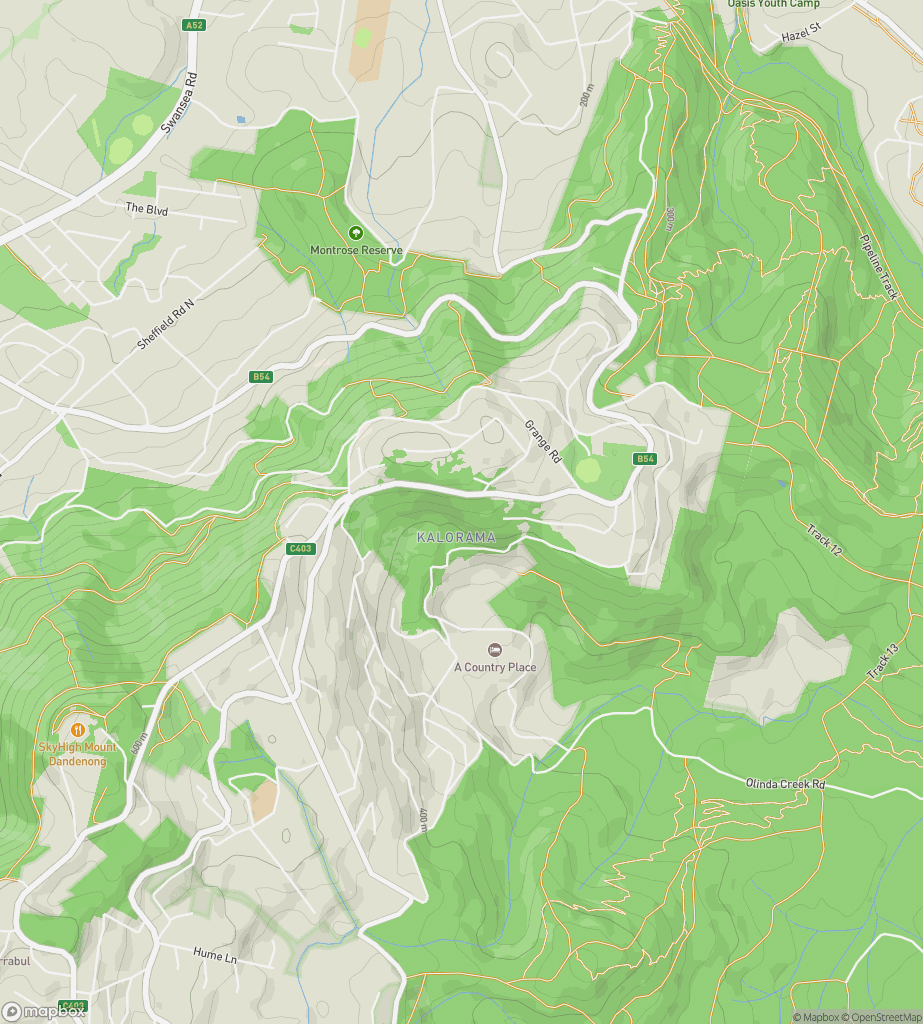 Oasis Youth Camp
A52
Hazel St
Swansea Rd
200 m
The Blvd
300 m
Montrose Reserve
Pipeline Track
Sheffield Rd N
B54
Grange Rd
B54
KALORAMA
Track 12
C403
A Country Place
Track 13
SkyHigh Mount
Dandenong
600 m
Olinda Creek Rd
400 m
Hume Ln
rrabul
C403
mapbox
© Mapbox © OpenStreetMap